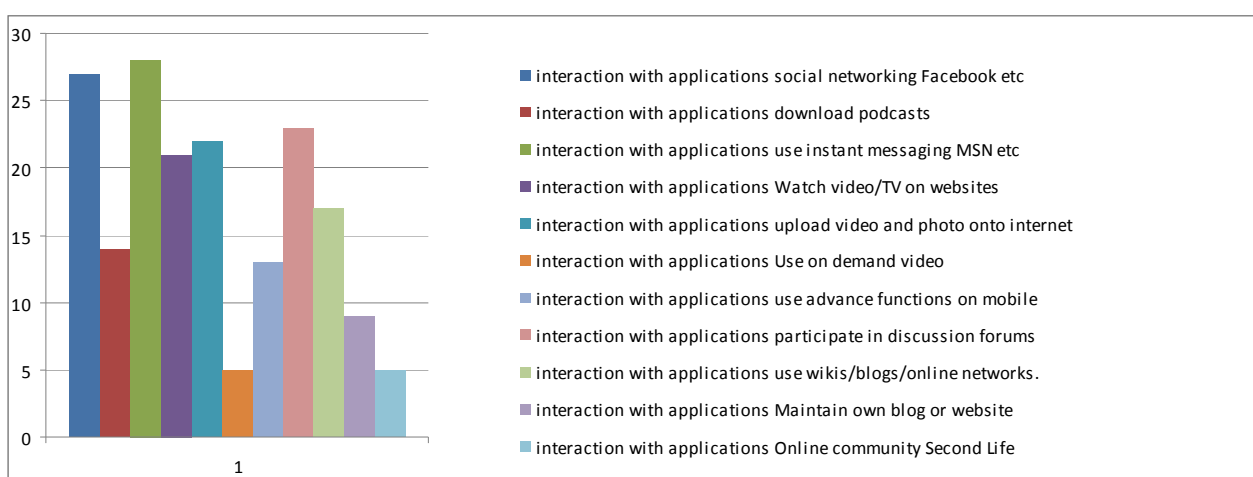 30
25
20
15
10
5
0
1
interaction with applications social networking Facebook etc
interaction with applications download podcasts
interaction with applications use instant messaging MSN etc
interaction with applications Watch video/TV on websites
interaction with applications upload video and photo onto internet
interaction with applications Use on demand video
interaction with applications use advance functions on mobile
interaction with applications participate in discussion forums
interaction with applications use wikis/blogs/online networks.
interaction with applications Maintain own blog or website
interaction with applications Online community Second Life